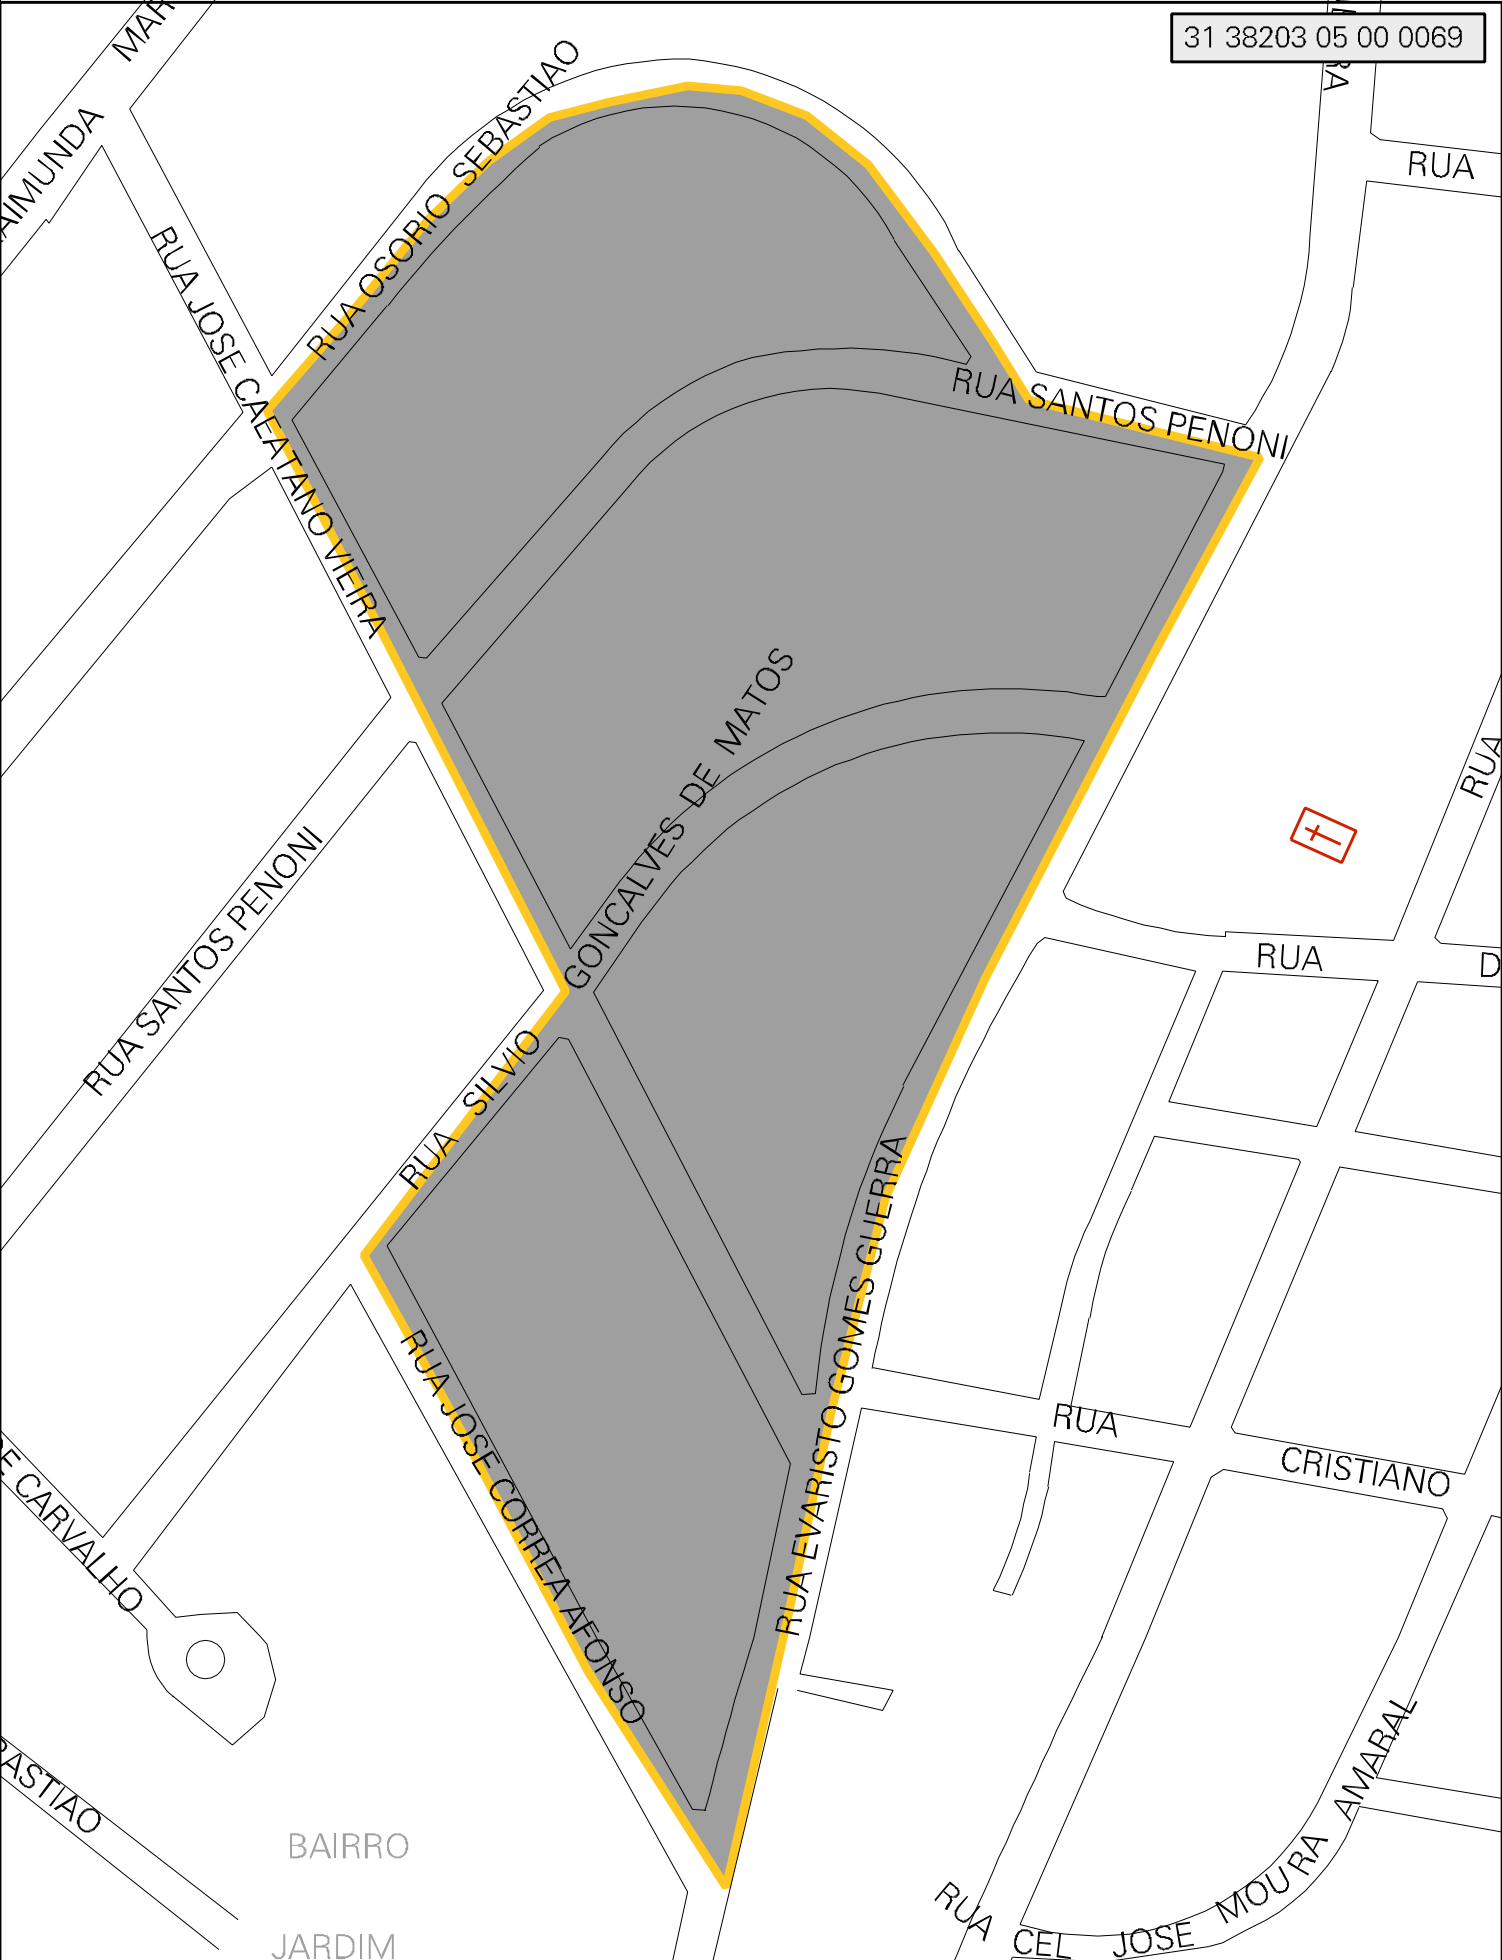 31 38203 05 00 0069
RUA
RUA OSORIO SEBASTIAO
RUA JOSE CAEATANO VIEIRA
RUA SANTOS PENONI
RUA SILVIO GONCALVES DE MATOS
RUA
RUA SANTOS PENONI
RUA D
RUA EVARISTO GOMES GUERRA
RUA JOSE CORREA AFONSO
RUA CRISTIANO
CARVALHO
BAIRRO
JARDIM
RUA CEL JOSE MOURA AMARAL